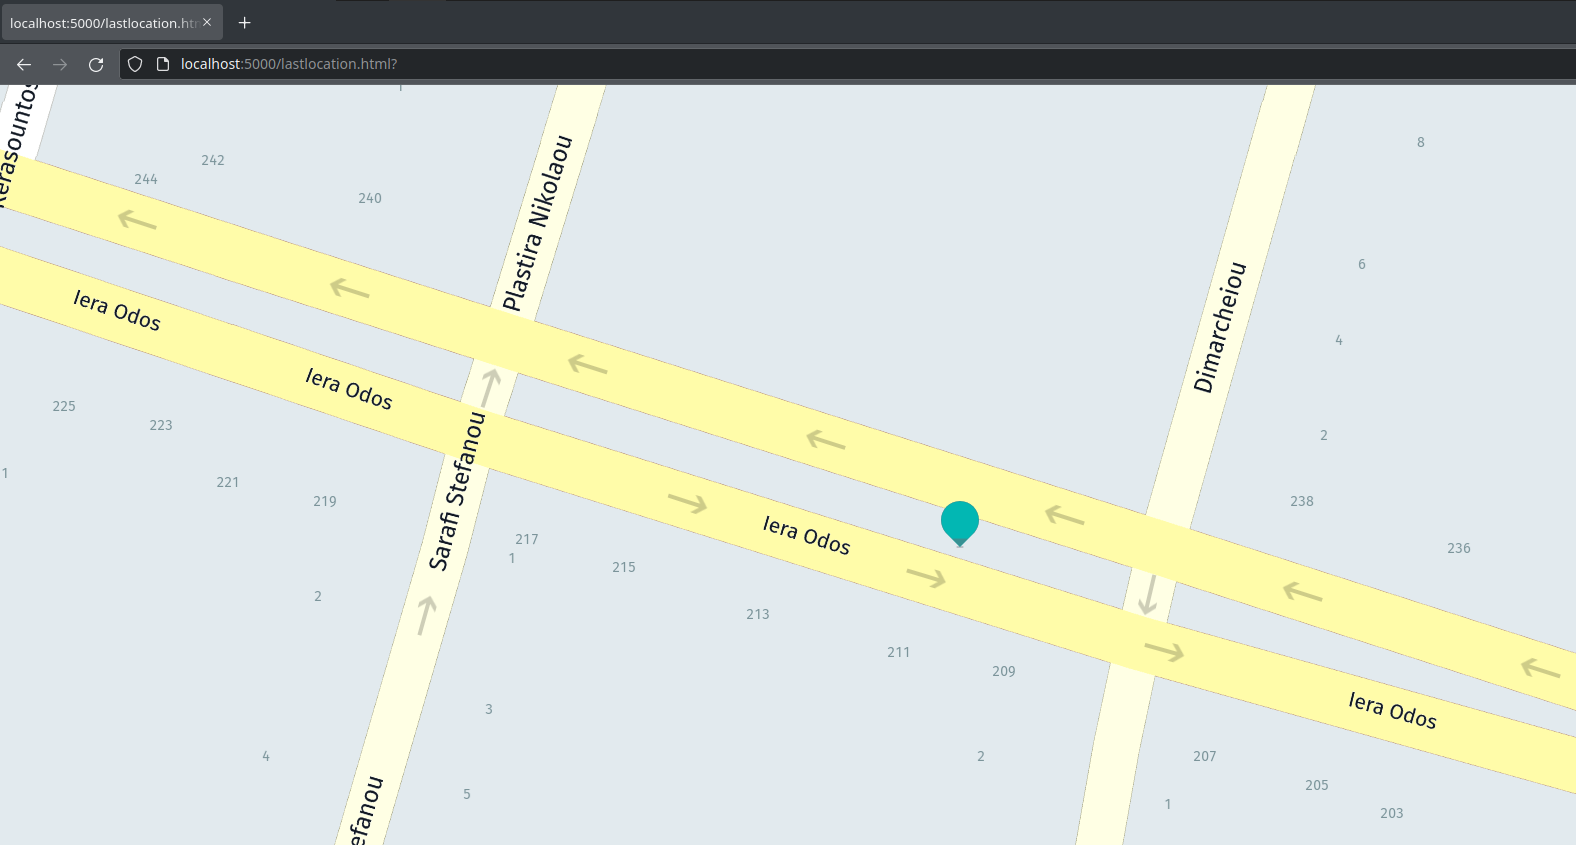 localhost:5000/lastlocation.htm
localhost:5000/lastlocation.html?
Kerasountos
242
244
240
Plastira Nikolaou
8
6
Dimarcheiou
4
2
Iera Odos
Iera Odos
225
223
221
219
1
Sarafi Stefanou
217
1
215
2
213
Iera Odos
238
236
211
209
3
4
5
2
207
205
203
1
Iera Odos
efanou